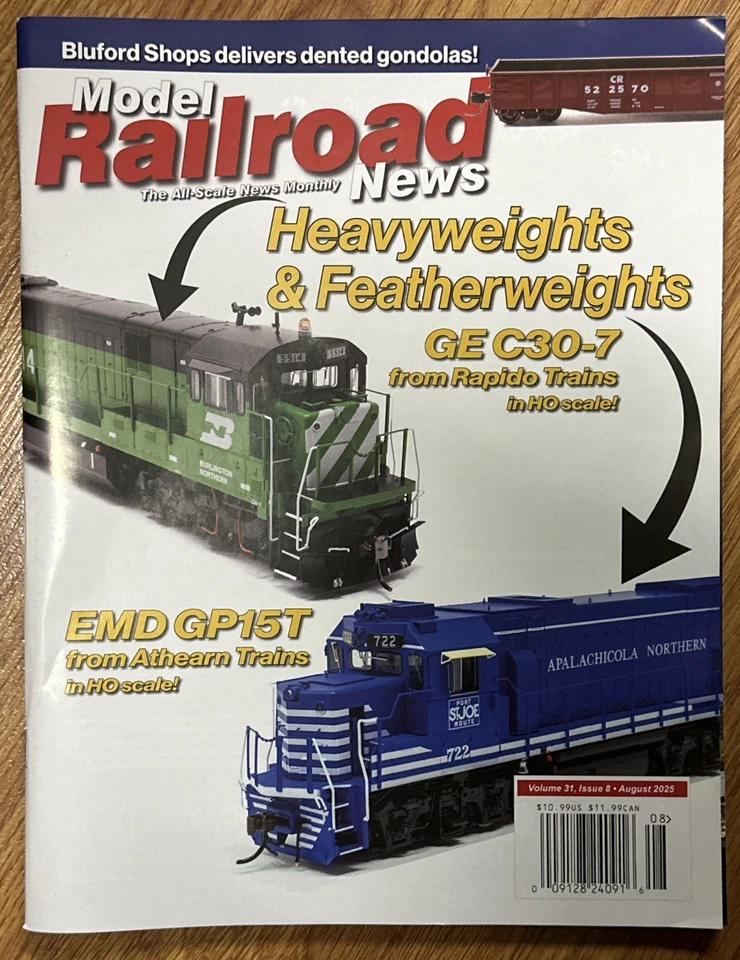 Bluford Shops delivers dented gondolas!
CR
522570
Model
Railroad
News
The All-Scale News Monthly
Heavyweights
& Featherweights
GE C30-7
from Rapido Trains
in HO scale!
5514 5514
BURLINGTON
NORTHERN
EMD GP15T
from Athearn Trains
in HO scale!
722 722
APALACHICOLA NORTHERN
PORT
ST.JOE
ROUTE
722
Volume 31, Issue 8 • August 2025
$10.99US $11.99CAN
08>
0 09128 24091 6